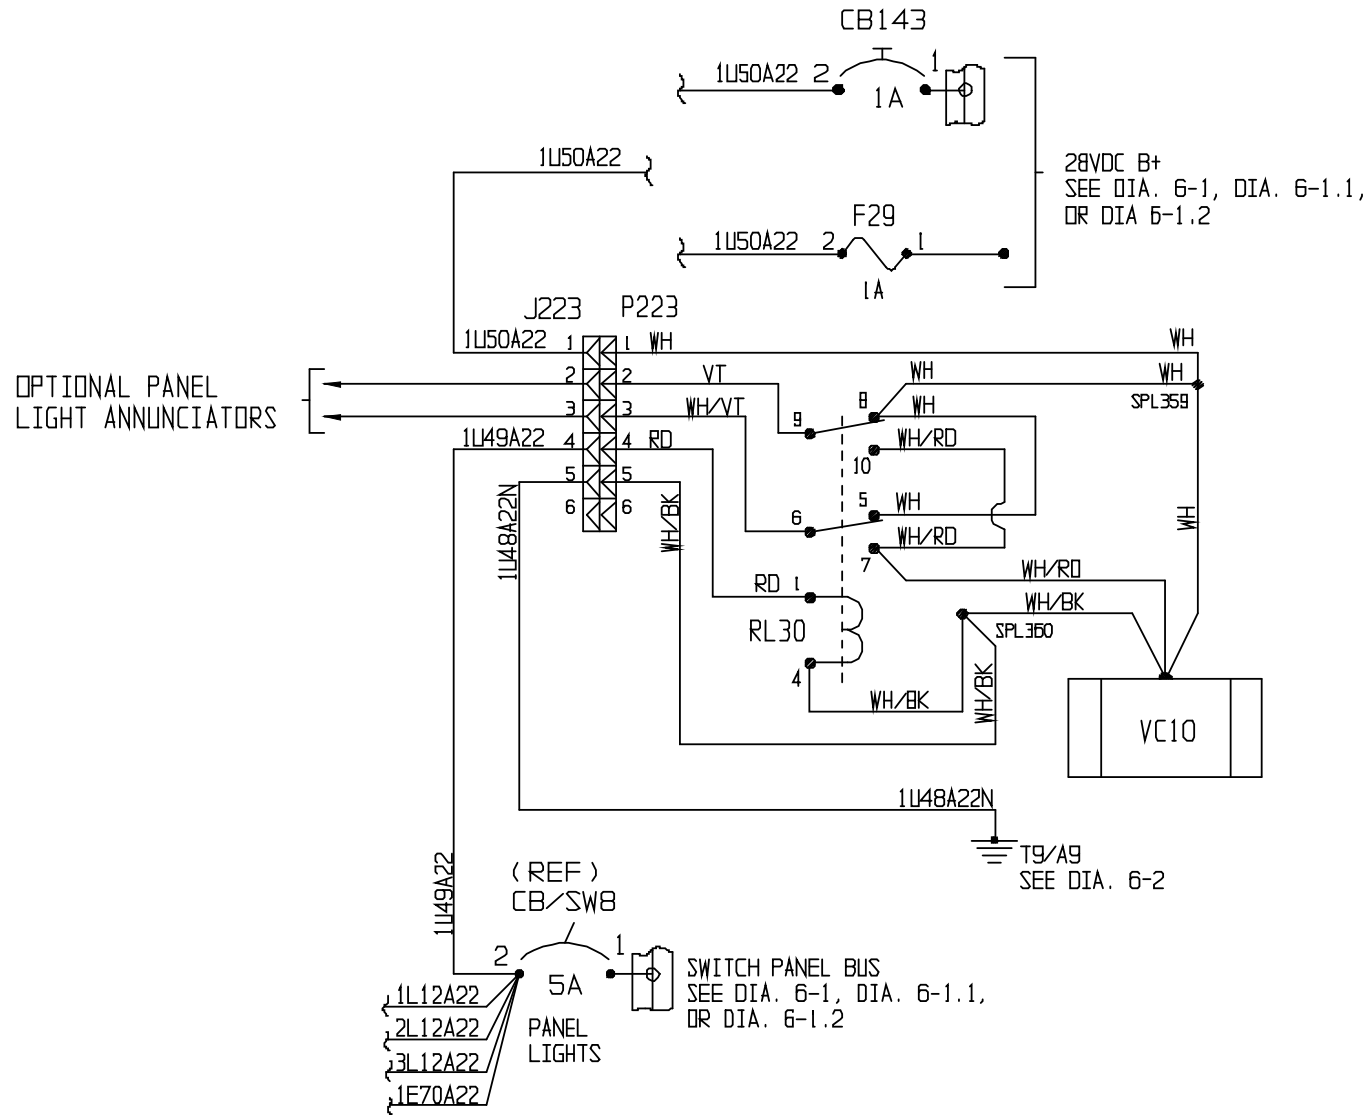 CB143
1U50A22 2
1
1A
1U50A22
28VDC B+
SEE DIA. 6-1, DIA. 6-1.1,
OR DIA 6-1.2
F29
1U50A22 2
1
1A
J223
P223
1U50A22 1
1 WH
WH
OPTIONAL PANEL
LIGHT ANNUNCIATORS
2
2
VT
WH
WH
SPL359
3
3
WH/VT
9
8
WH
1U49A22 4
4 RD
WH/RD
10
5
5
1U48A22N
WH/BK
6
6
6
5
WH
WH
WH/RD
7
WH/RD
RD 1
WH/BK
RL30
SPL360
4
WH/BK
WH/BK
VC10
1U48A22N
T9/A9
SEE DIA. 6-2
1U49A22
(REF)
CB/SW8
2
1
5A
SWITCH PANEL BUS
SEE DIA. 6-1, DIA. 6-1.1,
OR DIA. 6-1.2
PANEL
LIGHTS
1L12A22
2L12A22
3L12A22
1E70A22